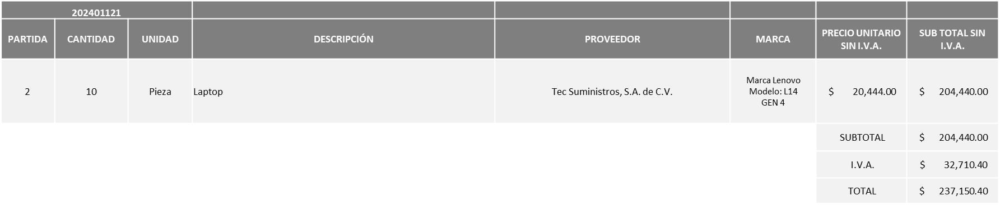 202401121
PARTIDA CANTIDAD UNIDAD DESCRIPCIÓN PROVEEDOR MARCA PRECIO UNITARIO SIN I.V.A. SUB TOTAL SIN I.V.A.
2 10 Pieza Laptop Tec Suministros, S.A. de C.V. Marca Lenovo Modelo: L14 GEN 4 $ 20,444.00 $ 204,440.00
SUBTOTAL $ 204,440.00
I.V.A. $ 32,710.40
TOTAL $ 237,150.40